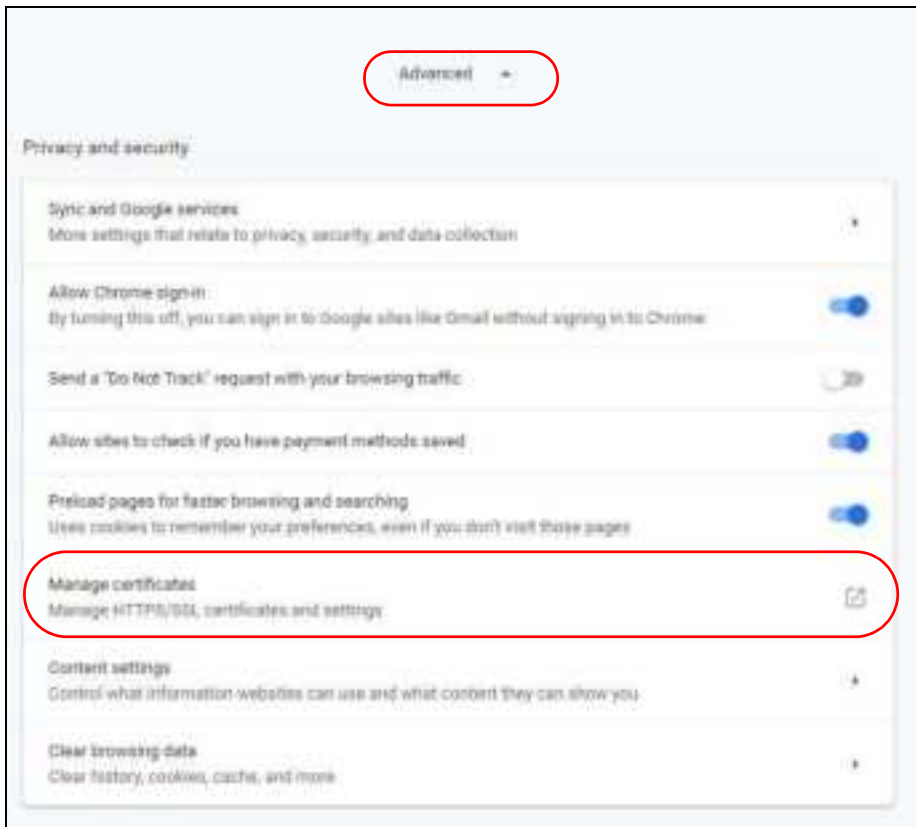 Advanced
Privacy and security
Sync and Google services
More settings that relate to privacy, security, and data collection
Allow Chrome sign-in
By turning this off, you can sign in to Google sites like Gmail without signing in to Chrome
Send a "Do Not Track" request with your browsing traffic
Allow sites to check if you have payment methods saved
Preload pages for faster browsing and searching
Uses cookies to remember your preferences, even if you don't visit those pages
Manage certificates
Manage HTTPS/SSL certificates and settings
Content settings
Control what information websites can use and what content they can show you
Clear browsing data
Clear history, cookies, cache, and more